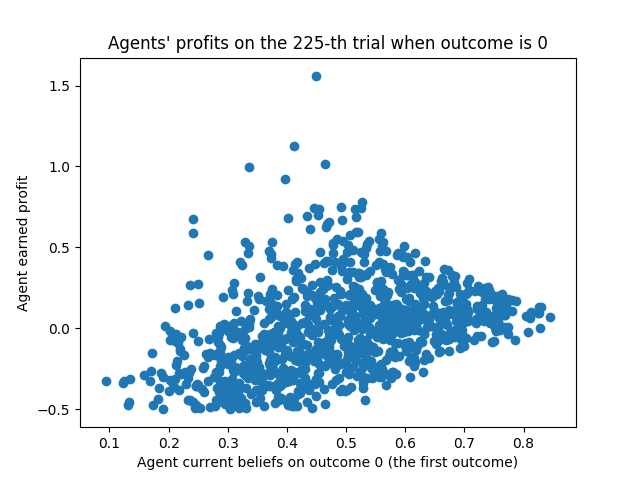 Agents' profits on the 225-th trial when outcome is 0
1.5
1.0
0.5
0.0
−0.5
Agent earned profit
0.1 0.2 0.3 0.4 0.5 0.6 0.7 0.8
Agent current beliefs on outcome 0 (the first outcome)